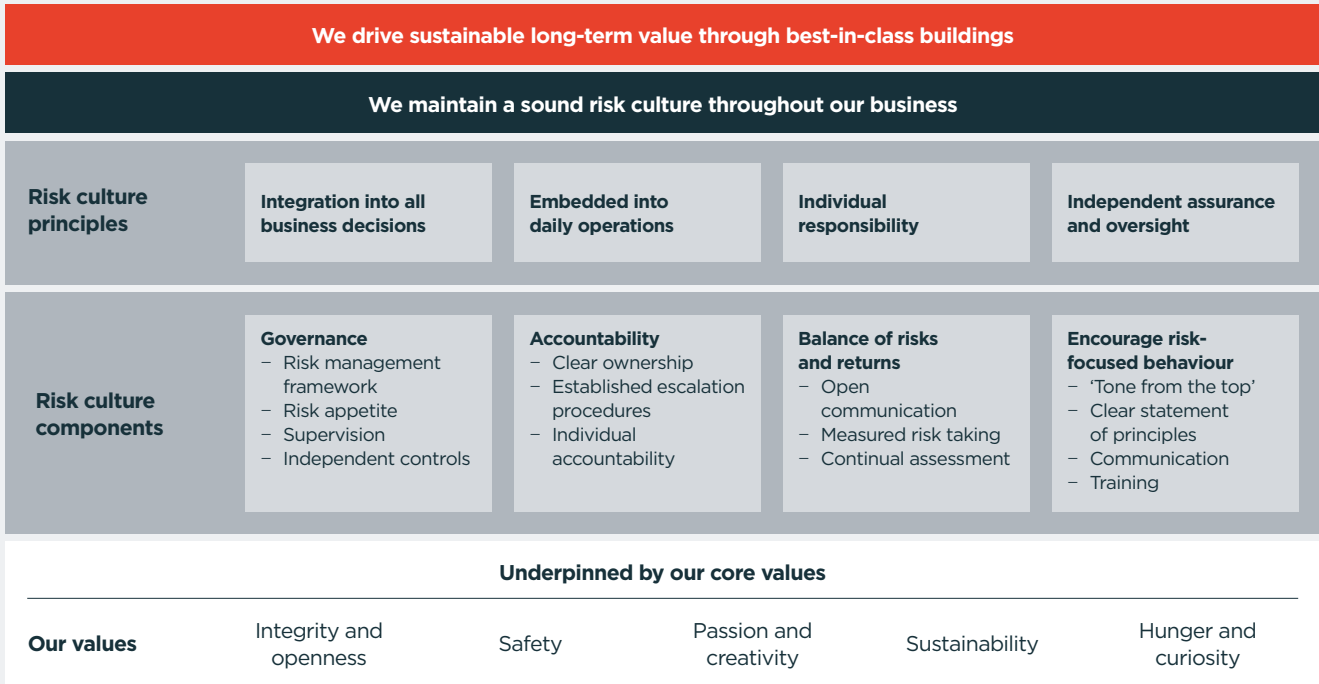 We drive sustainable long-term value through best-in-class buildings
We maintain a sound risk culture throughout our business
Risk culture
principles
Integration into all
business decisions
Embedded into
daily operations
Individual
responsibility
Independent assurance
and oversight
Risk culture
components
Governance
– Risk management
framework
– Risk appetite
– Supervision
– Independent controls
Accountability
– Clear ownership
– Established escalation
procedures
– Individual
accountability
Balance of risks
and returns
– Open
communication
– Measured risk taking
– Continual assessment
Encourage risk-
focused behaviour
– ‘Tone from the top’
– Clear statement
of principles
– Communication
– Training
Underpinned by our core values
Our values
Integrity and
openness
Safety
Passion and
creativity
Sustainability
Hunger and
curiosity